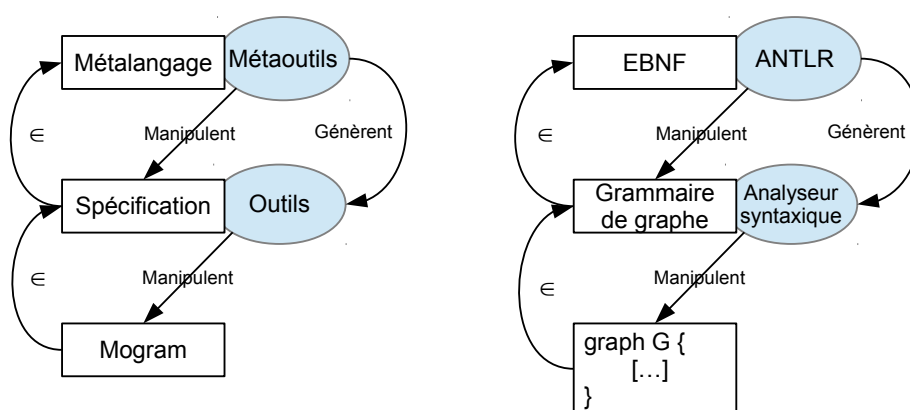 Métalangage
Métaoutils
∈
Manipulent
Génèrent
Spécification
Outils
∈
Manipulent
Mogram
EBNF
ANTLR
∈
Manipulent
Génèrent
Grammaire
de graphe
Analyseur
syntaxique
∈
Manipulent
graph G {
[…]
}